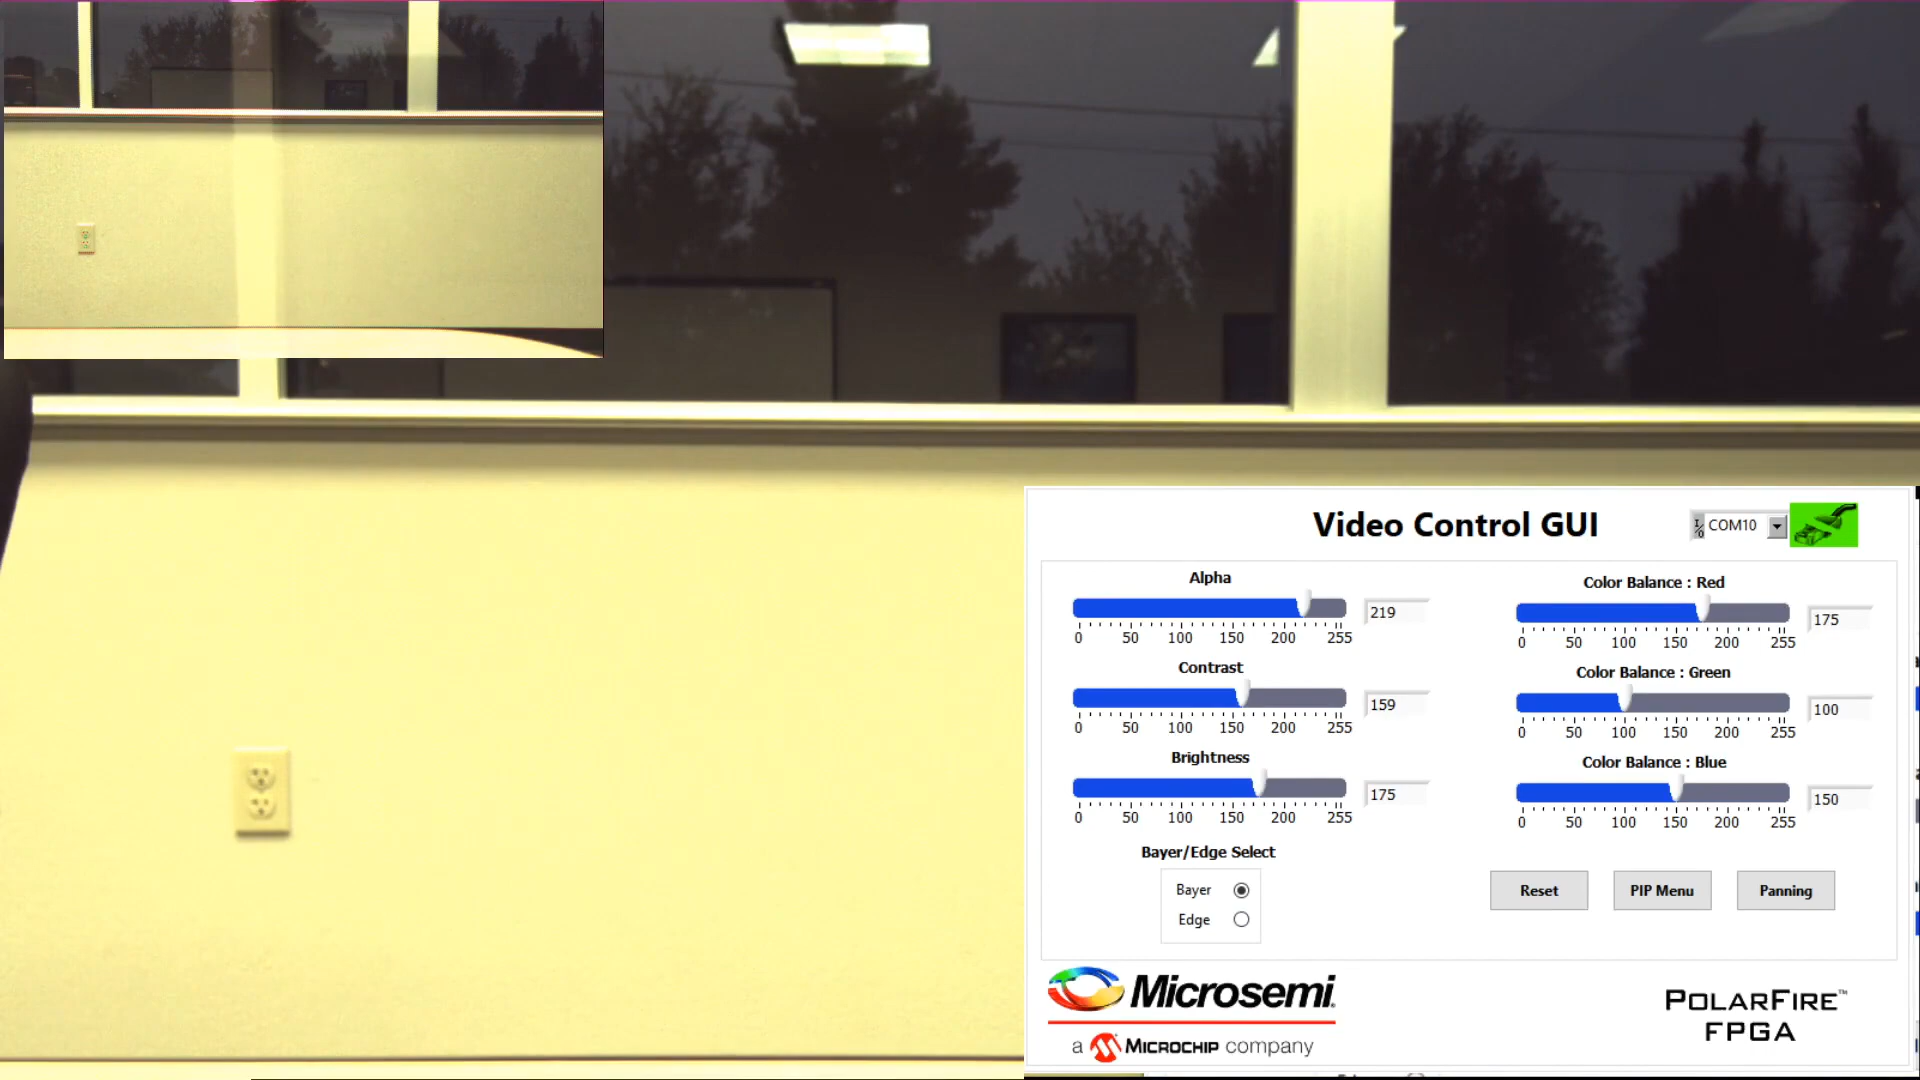 Video Control GUI
COM10
Alpha
219
0 50 100 150 200 255
Contrast
159
0 50 100 150 200 255
Brightness
175
0 50 100 150 200 255
Bayer/Edge Select
Bayer
Edge
Color Balance : Red
175
0 50 100 150 200 255
Color Balance : Green
100
0 50 100 150 200 255
Color Balance : Blue
150
0 50 100 150 200 255
Reset PIP Menu Panning
Microsemi
a MICROCHIP company
POLARFIRE™
FPGA